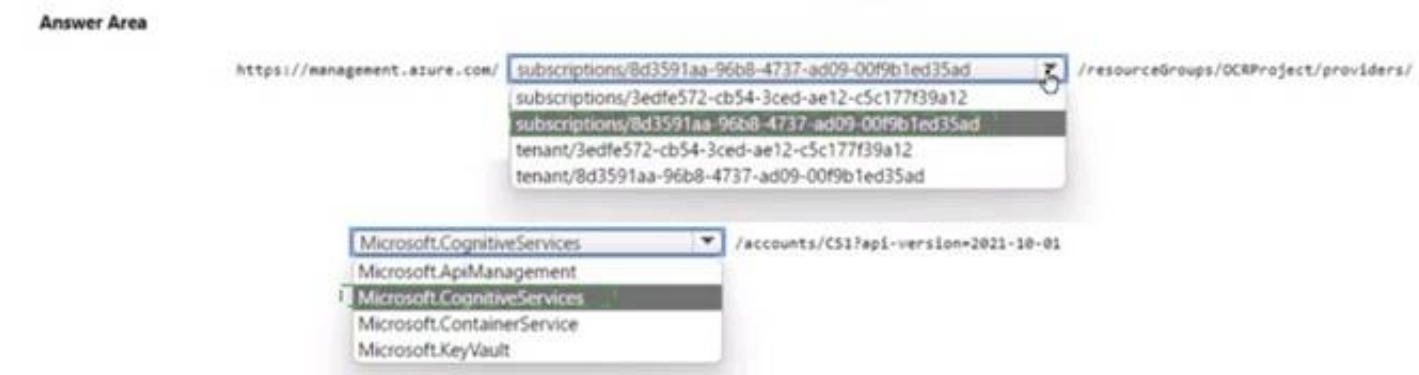 Answer Area
https://management.azure.com/ subscriptions/8d3591aa-96b8-4737-ad09-00f9b1ed35ad /resourceGroups/OCRProject/providers/
subscriptions/3edfe572-cb54-3ced-ae12-c5c177f39a12
subscriptions/8d3591aa-96b8-4737-ad09-00f9b1ed35ad
tenant/3edfe572-cb54-3ced-ae12-c5c177f39a12
tenant/8d3591aa-96b8-4737-ad09-00f9b1ed35ad
Microsoft.CognitiveServices /accounts/CS1?api-version=2021-10-01
Microsoft.ApiManagement
Microsoft.CognitiveServices
Microsoft.ContainerService
Microsoft.KeyVault